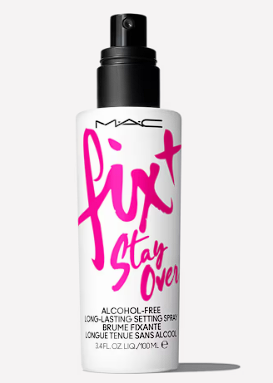 M·A·C
fix+
Stay
Over
ALCOHOL-FREE
LONG-LASTING SETTING SPRAY
BRUME FIXANTE
LONGUE TENUE SANS ALCOOL
3.4 FL OZ LIQ./100 ML ℮